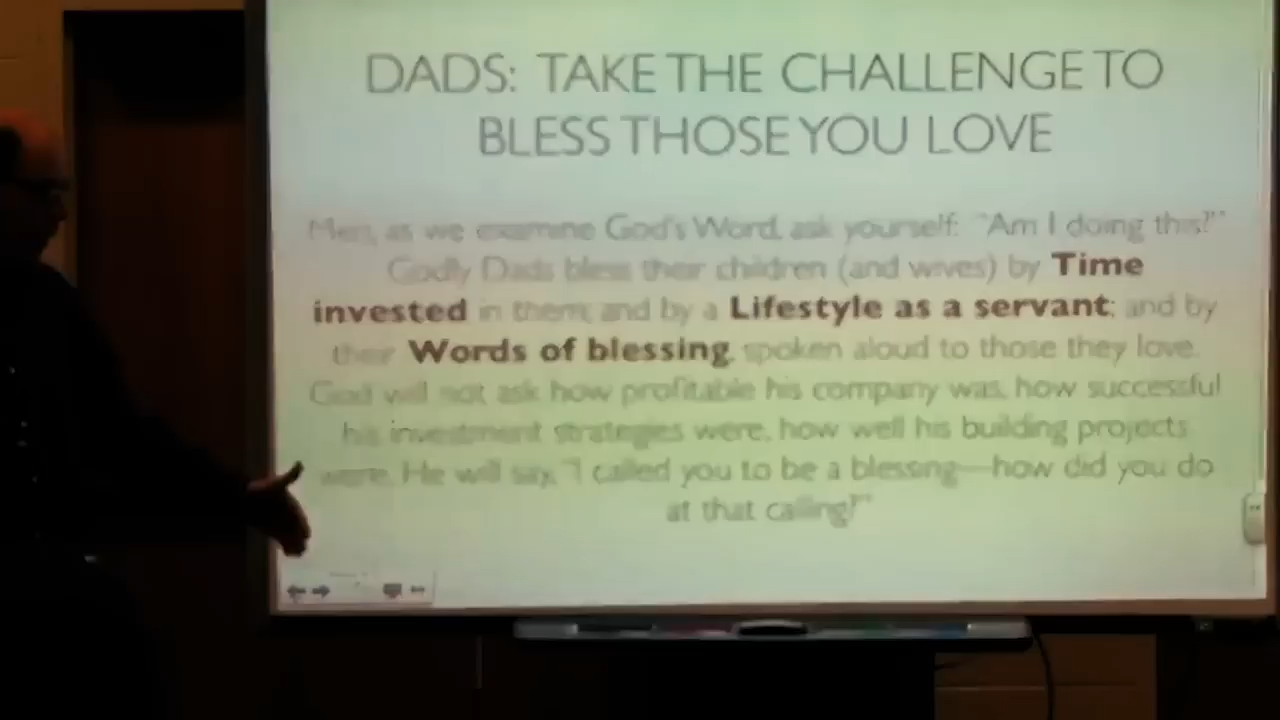 DADS: TAKE THE CHALLENGE TO
BLESS THOSE YOU LOVE
Men, as we examine God's Word, ask yourself: "Am I doing this?"
Godly Dads bless their children (and wives) by Time
invested in them; and by a Lifestyle as a servant; and by
their Words of blessing, spoken aloud to those they love.
God will not ask how profitable his company was, how successful
his investment strategies were, how well his building projects
were. He will say, "I called you to be a blessing—how did you do
at that calling?"